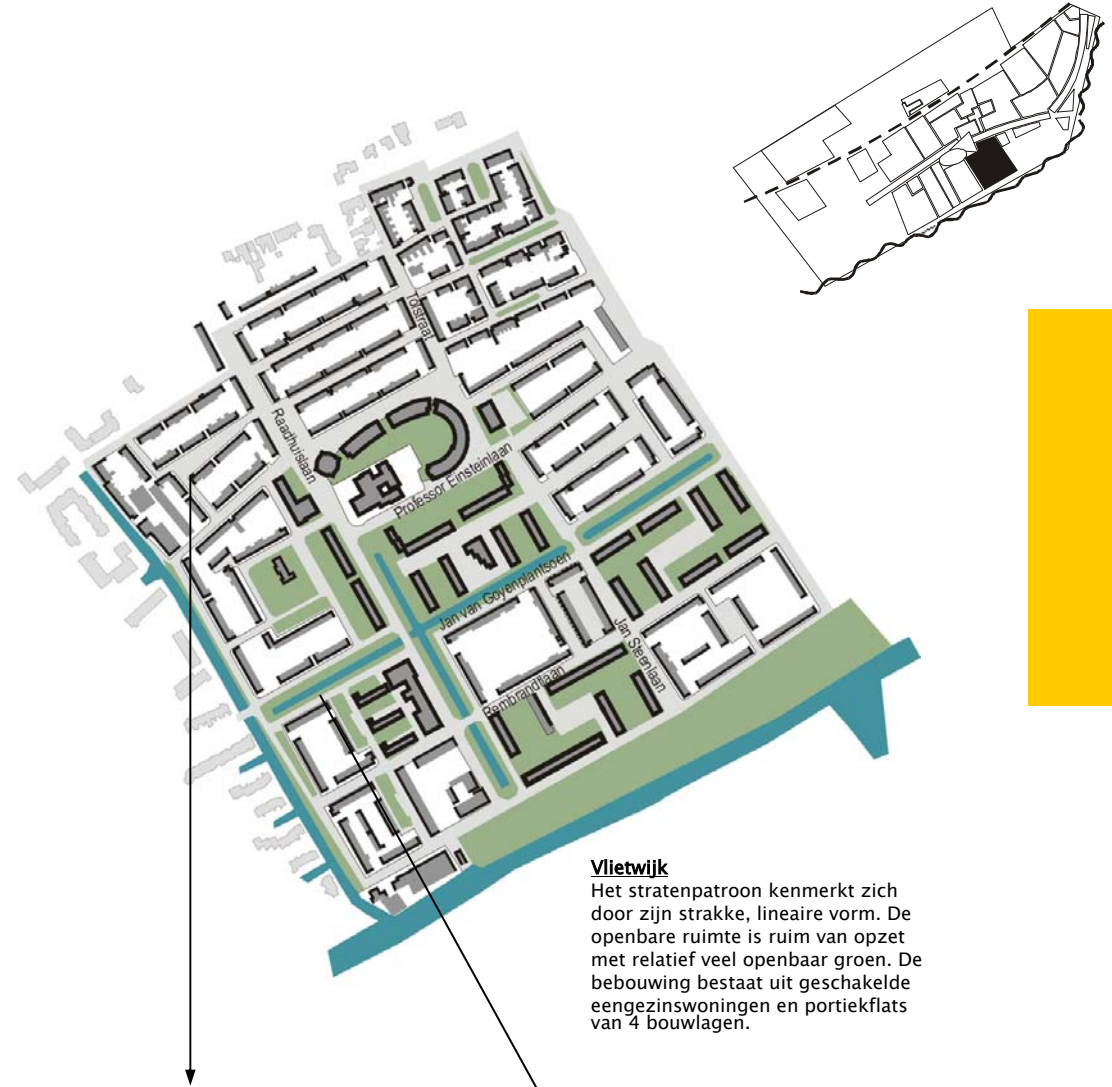 Tolstraat
Raadhuislaan
Professor Einsteinlaan
Jan van Goyenplantsoen
Jan Steenlaan
Rembrandtlaan
Vlietwijk
Het stratenpatroon kenmerkt zich
door zijn strakke, lineaire vorm. De
openbare ruimte is ruim van opzet
met relatief veel openbaar groen. De
bebouwing bestaat uit geschakelde
eengezinswoningen en portiekflats
van 4 bouwlagen.